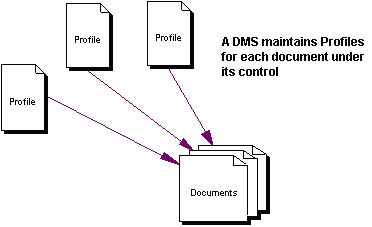 Profile
Profile
Profile
A DMS maintains Profiles
for each document under
its control
Documents